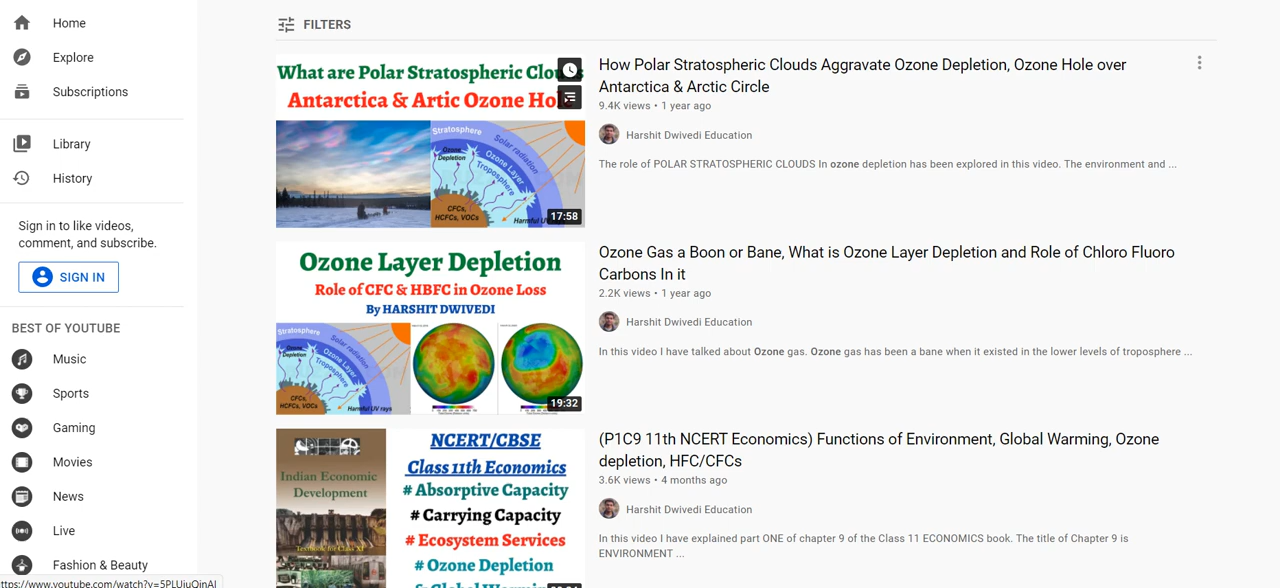 Home
Explore
Subscriptions
Library
History
Sign in to like videos,
comment, and subscribe.
SIGN IN
BEST OF YOUTUBE
Music
Sports
Gaming
Movies
News
Live
Fashion & Beauty
FILTERS
What are Polar Stratospheric
Antarctica & Artic Ozone
Stratosphere
Solar radiation
Ozone
Depletion
Ozone Layer
Troposphere
CFC's,
HCFC's, VOCs
Harmful
17:58
How Polar Stratospheric Clouds Aggravate Ozone Depletion, Ozone Hole over
Antarctica & Arctic Circle
9.4K views • 1 year ago
Harshit Dwivedi Education
The role of POLAR STRATOSPHERIC CLOUDS In ozone depletion has been explored in this video. The environment and ...
Ozone Layer Depletion
Role of CFC & HBFC in Ozone Loss
By HARSHIT DWIVEDI
Stratosphere
Ozone
Depletion
Ozone Layer
Troposphere
CFC's,
HCFC's, VOCs
Harmful UV rays
19:32
Ozone Gas a Boon or Bane, What is Ozone Layer Depletion and Role of Chloro Fluoro
Carbons In it
2.2K views • 1 year ago
Harshit Dwivedi Education
In this video I have talked about Ozone gas. Ozone gas has been a bane when it existed in the lower levels of troposphere ...
Indian Economic
Development
Textbook for Class XI
NCERT/CBSE
Class 11th Economics
# Absorptive Capacity
# Carrying Capacity
# Ecosystem Services
# Ozone Depletion
(P1C9 11th NCERT Economics) Functions of Environment, Global Warming, Ozone
depletion, HFC/CFCs
3.6K views • 4 months ago
Harshit Dwivedi Education
In this video I have explained part ONE of chapter 9 of the Class 11 ECONOMICS book. The title of Chapter 9 is
ENVIRONMENT ...